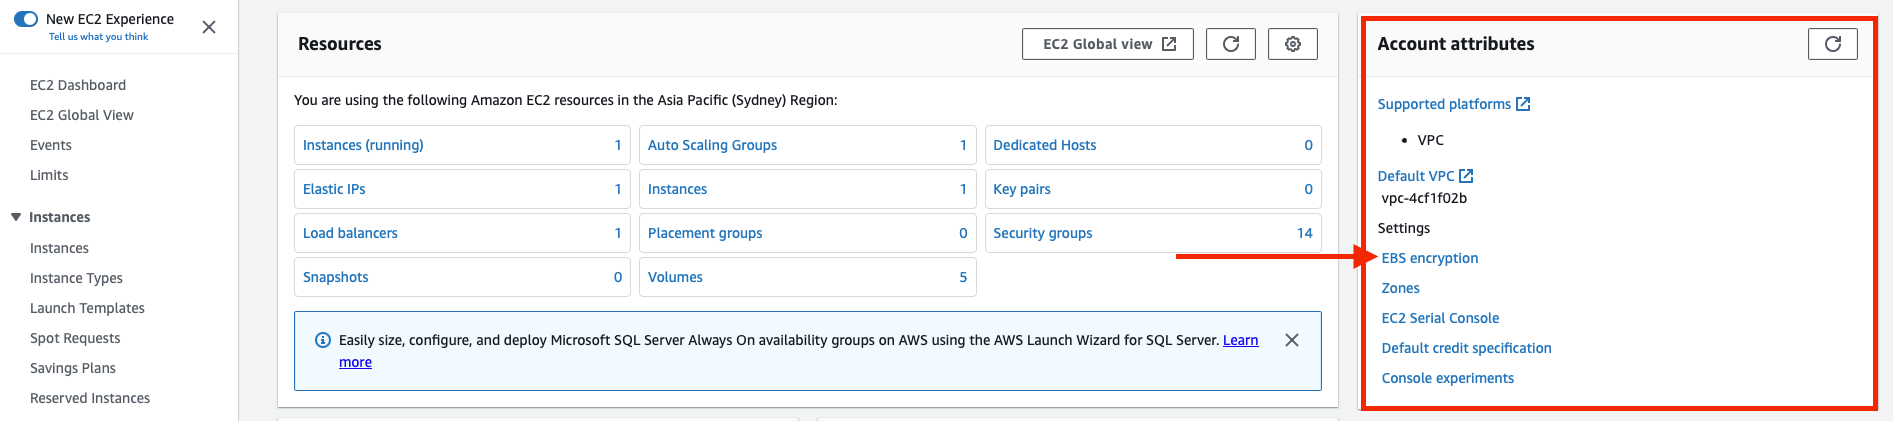 New EC2 Experience
Tell us what you think
EC2 Dashboard
EC2 Global View
Events
Limits
Instances
Instances
Instance Types
Launch Templates
Spot Requests
Savings Plans
Reserved Instances
Resources
EC2 Global view
You are using the following Amazon EC2 resources in the Asia Pacific (Sydney) Region:
Instances (running) 1
Auto Scaling Groups 1
Dedicated Hosts 0
Elastic IPs 1
Instances 1
Key pairs 0
Load balancers 1
Placement groups 0
Security groups 14
Snapshots 0
Volumes 5
Easily size, configure, and deploy Microsoft SQL Server Always On availability groups on AWS using the AWS Launch Wizard for SQL Server. Learn
more
Account attributes
Supported platforms
• VPC
Default VPC
vpc-4cf1f02b
Settings
EBS encryption
Zones
EC2 Serial Console
Default credit specification
Console experiments